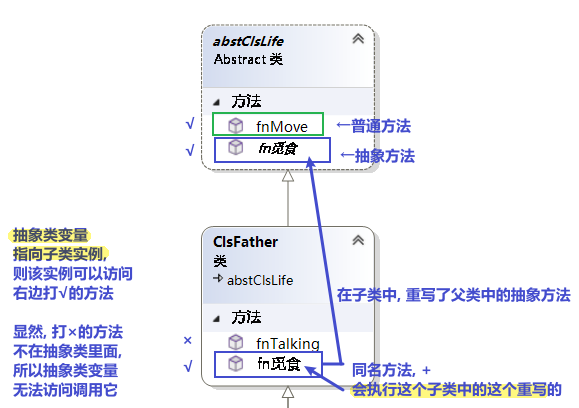 abstClsLife
Abstract 类
方法
√ fnMove ←普通方法
√ fn觅食 ←抽象方法
抽象类变量
指向子类实例,
则该实例可以访问
右边打√的方法
显然, 打×的方法
不在抽象类里面,
所以抽象类变量
无法访问调用它
ClsFather
类
abstClsLife
方法
× fnTalking
√ fn觅食
在子类中, 重写了父类中的抽象方法
同名方法, +
会执行这个子类中的这个重写的